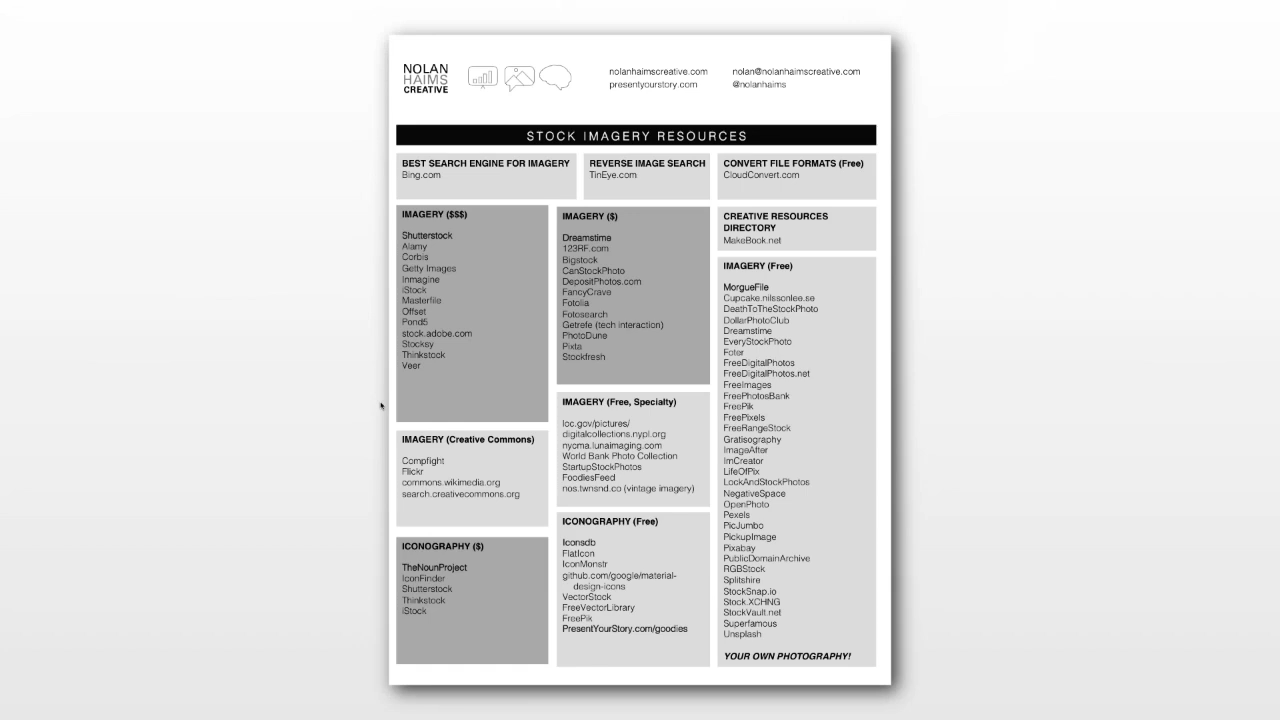 NOLAN
HAIMS
CREATIVE
nolanhaimscreative.com
presentyourstory.com
nolan@nolanhaimscreative.com
@nolanhaims
STOCK IMAGERY RESOURCES
BEST SEARCH ENGINE FOR IMAGERY
Bing.com
REVERSE IMAGE SEARCH
TinEye.com
CONVERT FILE FORMATS (Free)
CloudConvert.com
IMAGERY ($$$)
Shutterstock
Alamy
Corbis
Getty Images
Inmagine
iStock
Masterfile
Offset
Pond5
stock.adobe.com
Stocksy
Thinkstock
Veer
IMAGERY (Creative Commons)
Compfight
Flickr
commons.wikimedia.org
search.creativecommons.org
ICONOGRAPHY ($)
TheNounProject
IconFinder
Shutterstock
Thinkstock
iStock
IMAGERY ($)
Dreamstime
123RF.com
Bigstock
CanStockPhoto
DepositPhotos.com
FancyCrave
Fotolia
Fotosearch
Getrefe (tech interaction)
PhotoDune
Pixta
Stockfresh
IMAGERY (Free, Specialty)
loc.gov/pictures/
digitalcollections.nypl.org
nycma.lunaimaging.com
World Bank Photo Collection
StartupStockPhotos
FoodiesFeed
nos.twnsnd.co (vintage imagery)
ICONOGRAPHY (Free)
Iconsdb
FlatIcon
IconMonstr
github.com/google/material-
design-icons
VectorStock
FreeVectorLibrary
FreePik
PresentYourStory.com/goodies
CREATIVE RESOURCES
DIRECTORY
MakeBook.net
IMAGERY (Free)
MorgueFile
Cupcake.nilssonlee.se
DeathToTheStockPhoto
DollarPhotoClub
Dreamstime
EveryStockPhoto
Foter
FreeDigitalPhotos
FreeDigitalPhotos.net
FreeImages
FreePhotosBank
FreePik
FreePixels
FreeRangeStock
Gratisography
ImageAfter
ImCreator
LifeOfPix
LockAndStockPhotos
NegativeSpace
OpenPhoto
Pexels
PicJumbo
PickupImage
Pixabay
PublicDomainArchive
RGBStock
Splitshire
StockSnap.io
Stock.XCHNG
StockVault.net
Superfamous
Unsplash
YOUR OWN PHOTOGRAPHY!